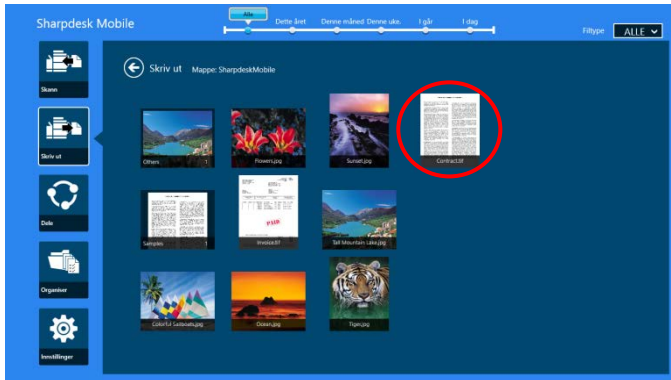 Sharpdesk Mobile
Alle
Dette året
Denne måned
Denne uke.
I går
I dag
Filtype
ALLE
Skann
Skriv ut
Dele
Organiser
Innstillinger
Skriv ut Mappe: SharpdeskMobile
Others 1
Flowers.jpg
Sunset.jpg
Contract.tif
Samples 1
Invoice.tif
Tall Mountain Lake.jpg
Colorful Sailboats.jpg
Ocean.jpg
Tiger.jpg